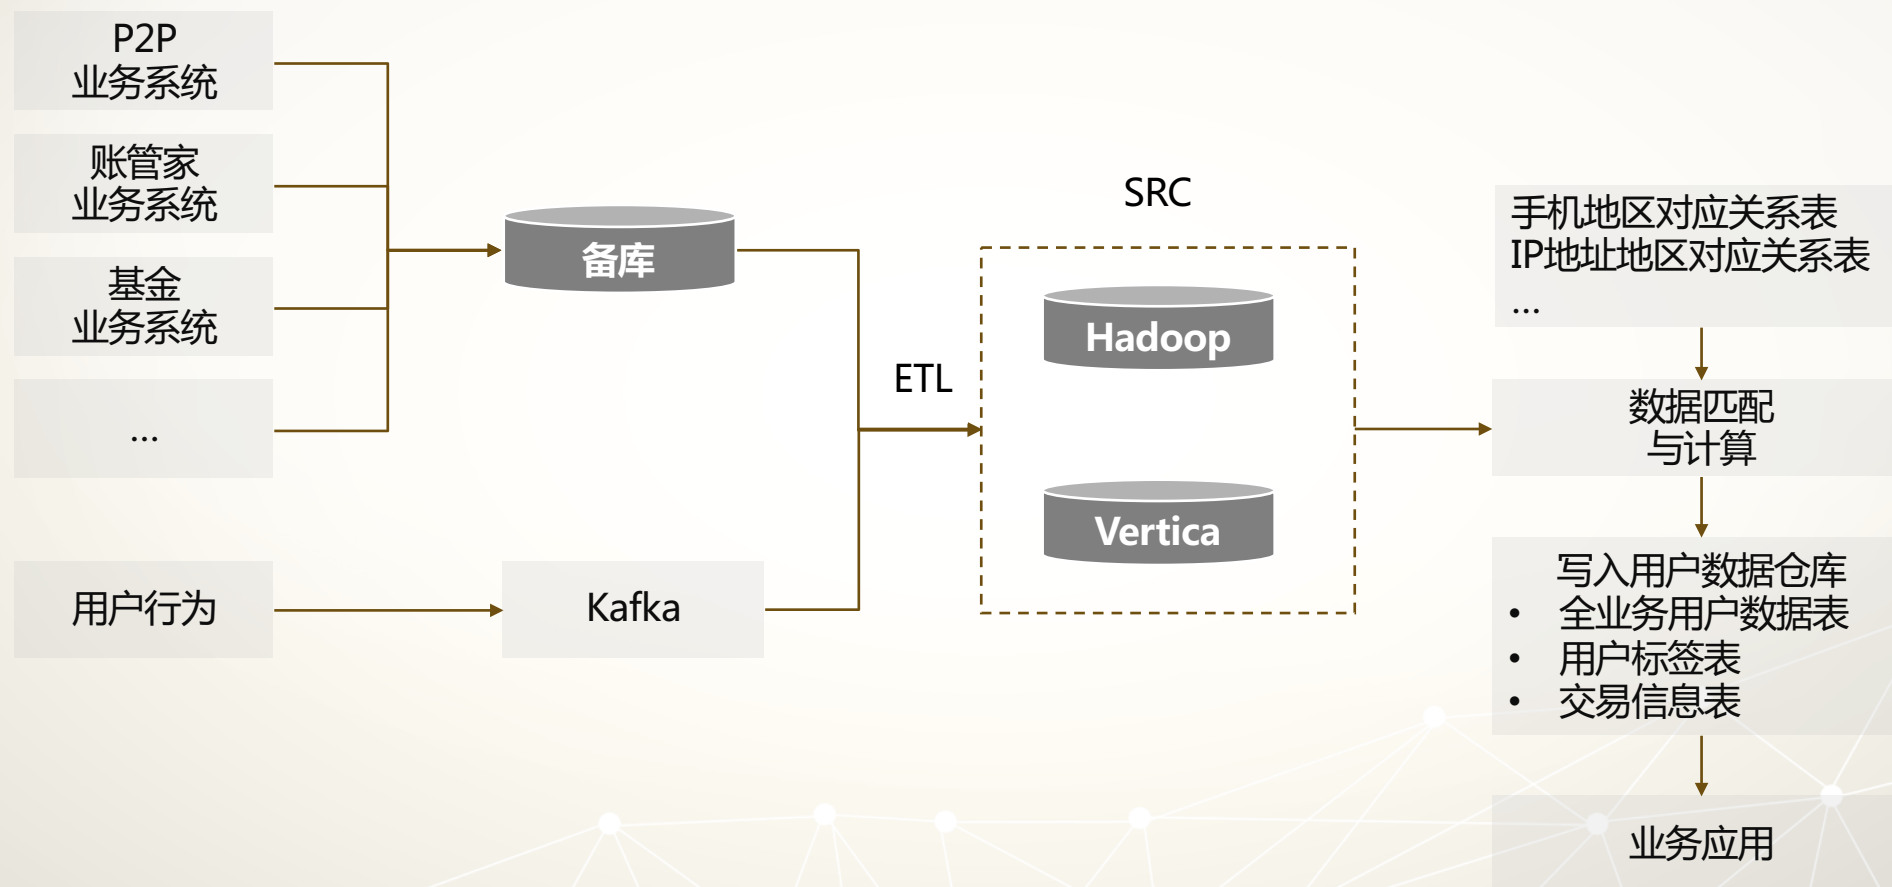 P2P
业务系统
账管家
业务系统
基金
业务系统
...
用户行为
备库
Kafka
ETL
SRC
Hadoop
Vertica
手机地区对应关系表
IP地址地区对应关系表
...
数据匹配
与计算
写入用户数据仓库
• 全业务用户数据表
• 用户标签表
• 交易信息表
业务应用